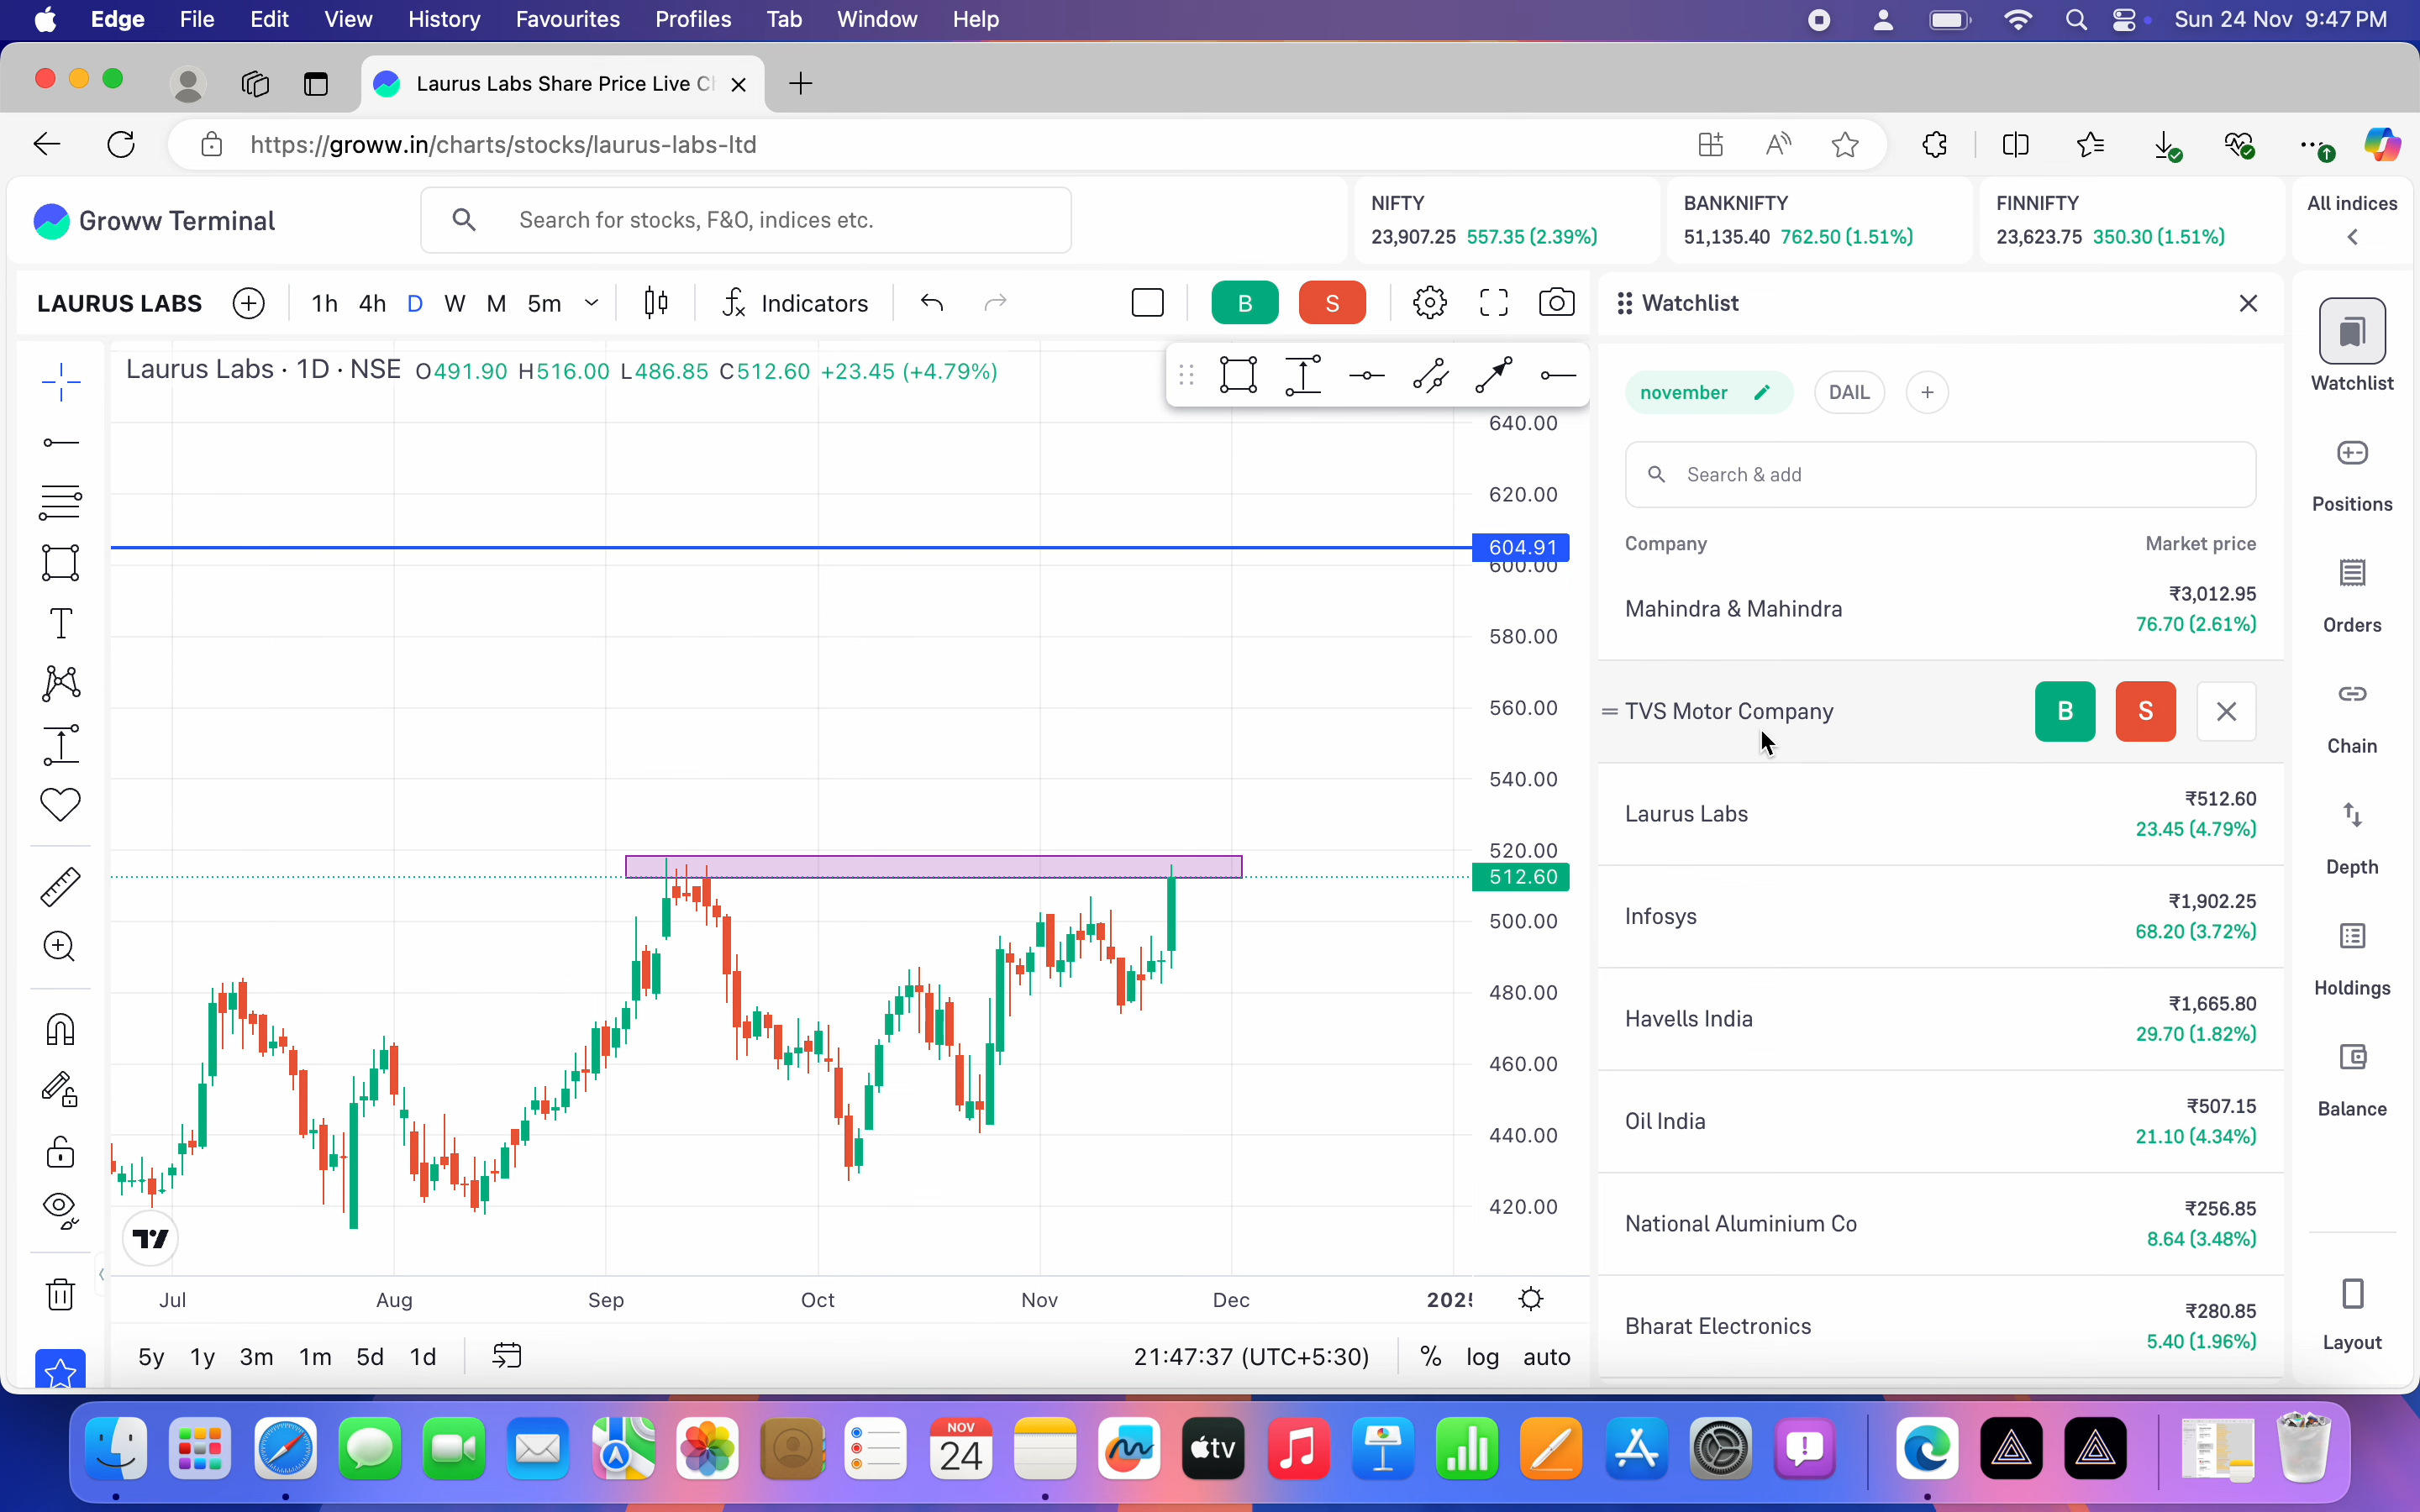 Edge File Edit View History Favourites Profiles Tab Window Help Sun 24 Nov 9:47 PM
Laurus Labs Share Price Live Ch
https://groww.in/charts/stocks/laurus-labs-ltd
Groww Terminal
Search for stocks, F&O, indices etc.
NIFTY
23,907.25 557.35 (2.39%)
BANKNIFTY
51,135.40 762.50 (1.51%)
FINNIFTY
23,623.75 350.30 (1.51%)
All indices
LAURUS LABS 1h 4h D W M 5m Indicators B S
Laurus Labs · 1D · NSE O491.90 H516.00 L486.85 C512.60 +23.45 (+4.79%)
640.00
620.00
604.91
600.00
580.00
560.00
540.00
520.00
512.60
500.00
480.00
460.00
440.00
420.00
Jul Aug Sep Oct Nov Dec 2025
5y 1y 3m 1m 5d 1d 21:47:37 (UTC+5:30) % log auto
Watchlist
november DAIL +
Search & add
Company Market price
Mahindra & Mahindra ₹3,012.95
76.70 (2.61%)
TVS Motor Company B S
Laurus Labs ₹512.60
23.45 (4.79%)
Infosys ₹1,902.25
68.20 (3.72%)
Havells India ₹1,665.80
29.70 (1.82%)
Oil India ₹507.15
21.10 (4.34%)
National Aluminium Co ₹256.85
8.64 (3.48%)
Bharat Electronics ₹280.85
5.40 (1.96%)
Watchlist
Positions
Orders
Chain
Depth
Holdings
Balance
Layout
NOV
24
tv